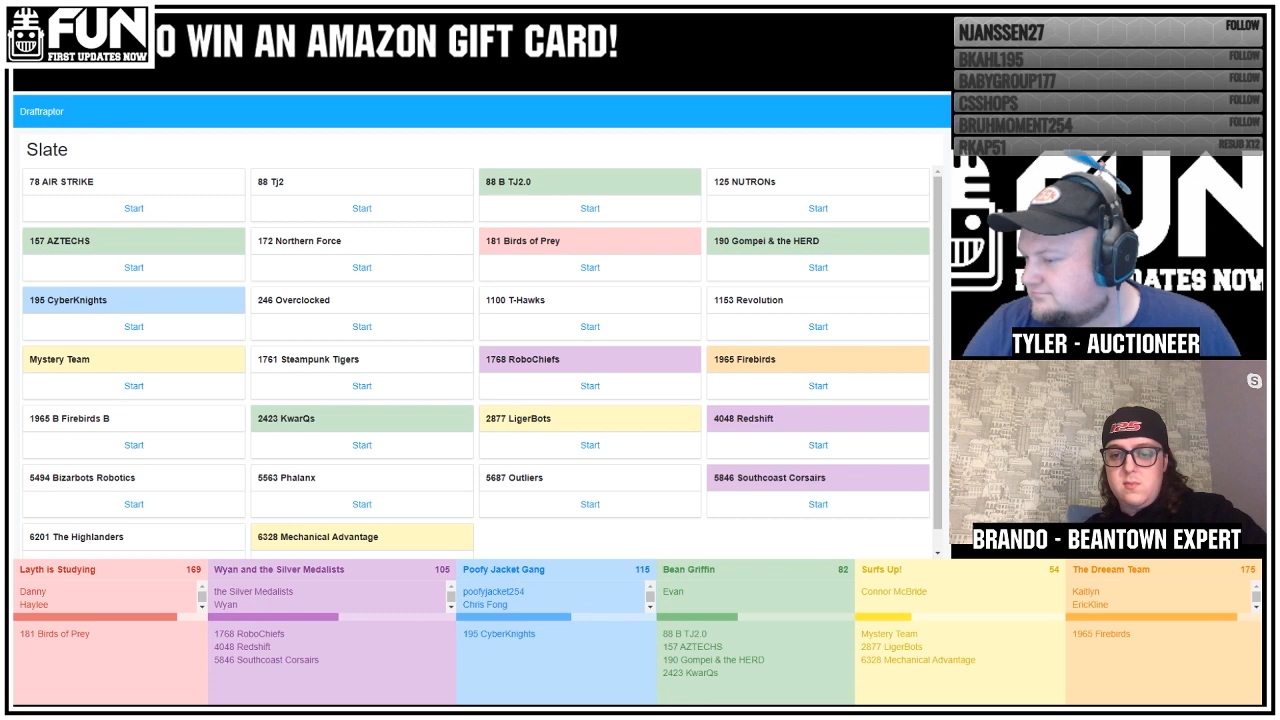 FUN
FIRST UPDATES NOW
O WIN AN AMAZON GIFT CARD!
NJANSSEN27 FOLLOW
BKAHL195 FOLLOW
BABYGROUP177 FOLLOW
CSSHOPS FOLLOW
BRUHMOMENT254 FOLLOW
RKAP51 RESUB X12
Draftraptor
Slate
78 AIR STRIKE
88 Tj2
88 B TJ2.0
125 NUTRONs
Start
Start
Start
Start
157 AZTECHS
172 Northern Force
181 Birds of Prey
190 Gompei & the HERD
Start
Start
Start
Start
195 CyberKnights
246 Overclocked
1100 T-Hawks
1153 Revolution
Start
Start
Start
Start
Mystery Team
1761 Steampunk Tigers
1768 RoboChiefs
1965 Firebirds
Start
Start
Start
Start
1965 B Firebirds B
2423 KwarQs
2877 LigerBots
4048 Redshift
Start
Start
Start
Start
5494 Bizarbots Robotics
5563 Phalanx
5687 Outliers
5846 Southcoast Corsairs
Start
Start
Start
Start
6201 The Highlanders
6328 Mechanical Advantage
TYLER - AUCTIONEER
125
BRANDO - BEANTOWN EXPERT
Layth is Studying 169
Danny
Haylee
181 Birds of Prey
Wyan and the Silver Medalists 105
the Silver Medalists
Wyan
1768 RoboChiefs
4048 Redshift
5846 Southcoast Corsairs
Poofy Jacket Gang 115
poofyjacket254
Chris Fong
195 CyberKnights
Bean Griffin 82
Evan
88 B TJ2.0
157 AZTECHS
190 Gompei & the HERD
2423 KwarQs
Surfs Up! 54
Connor McBride
Mystery Team
2877 LigerBots
6328 Mechanical Advantage
The Dreeam Team 175
Kaitlyn
EricKline
1965 Firebirds